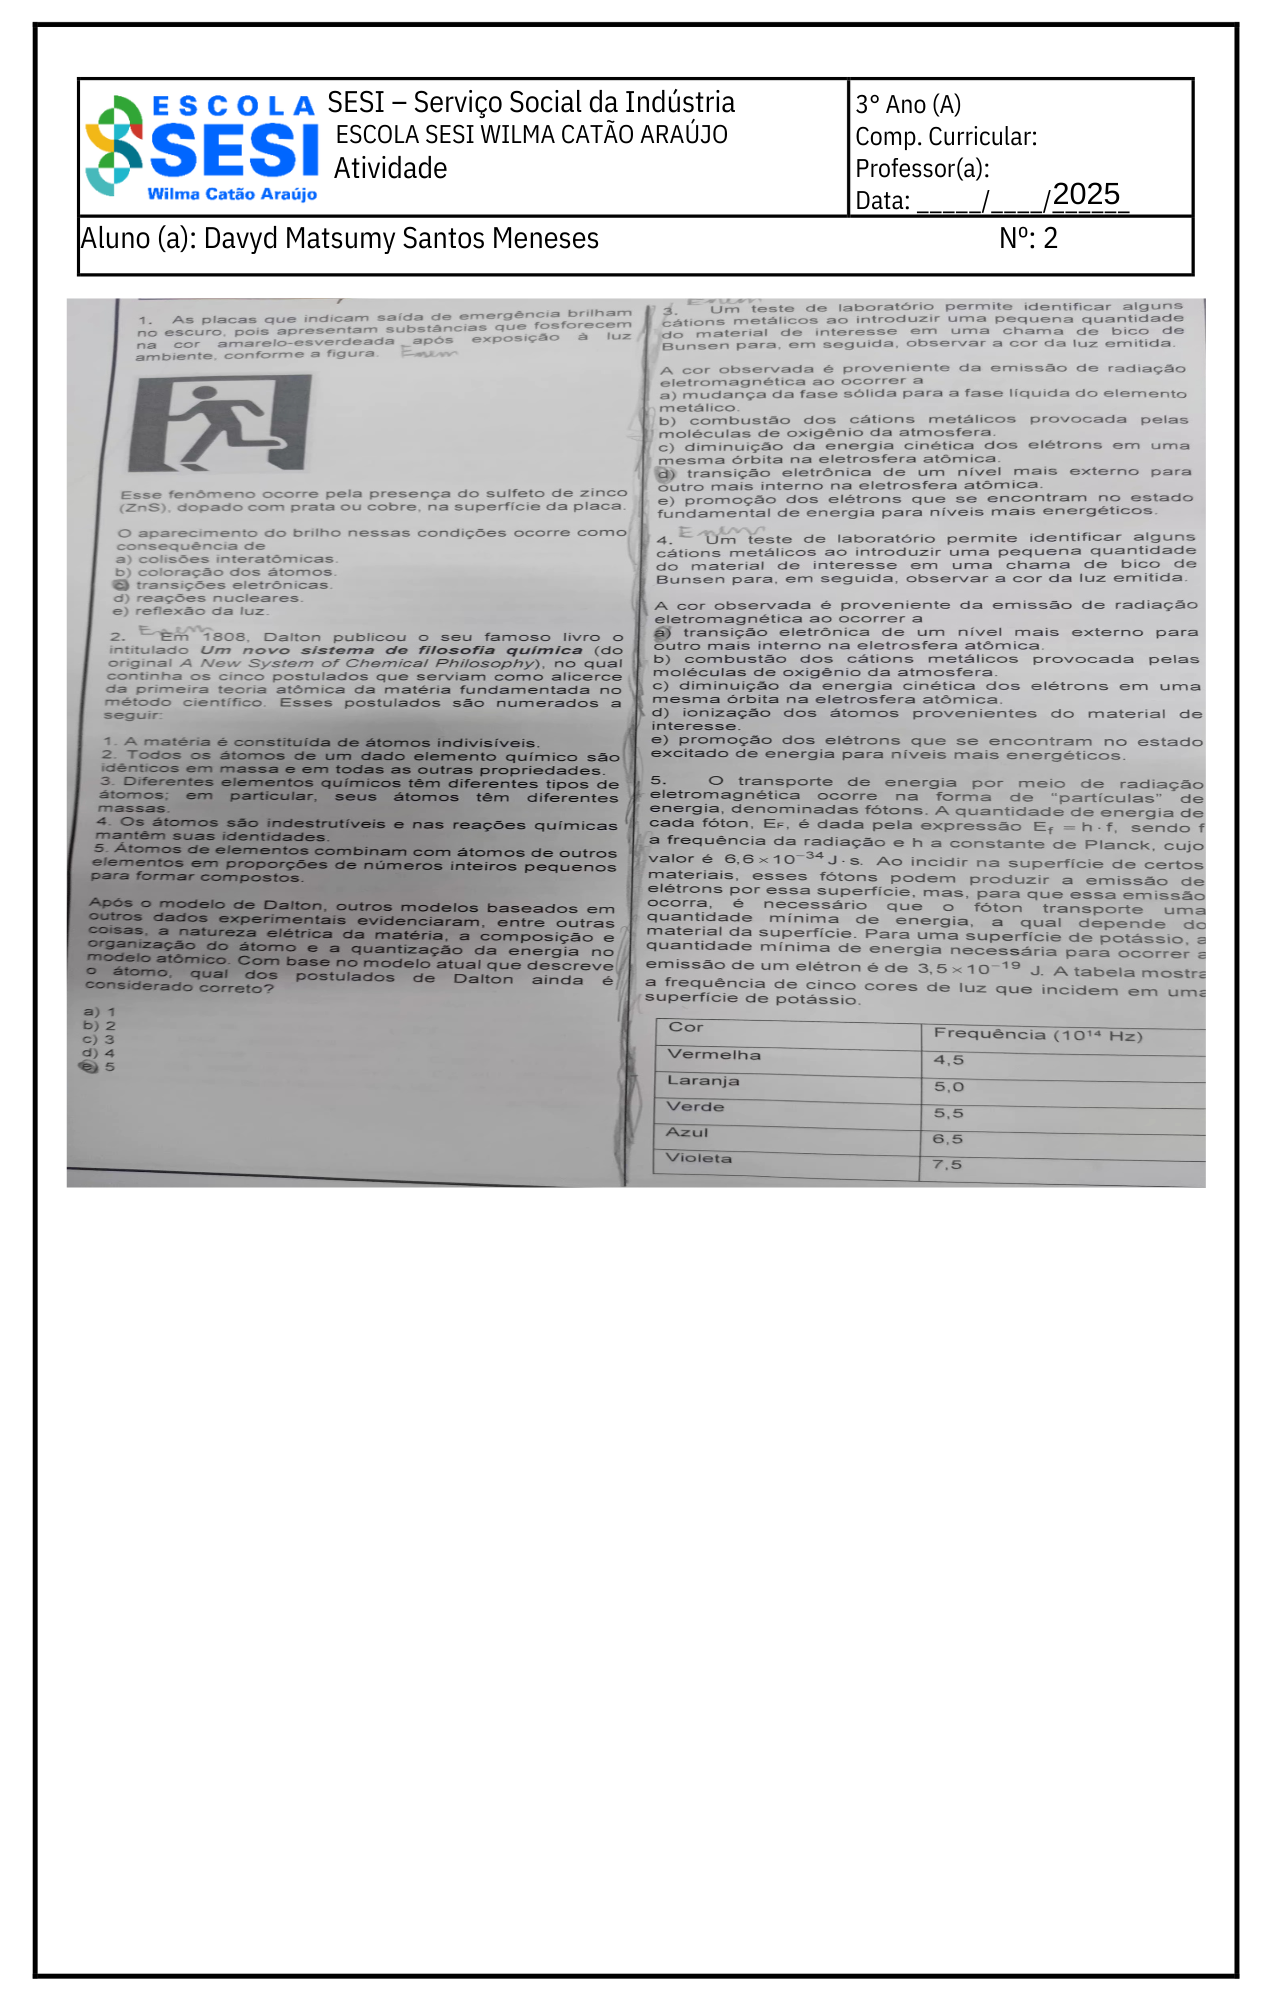 ESCOLA
SESI
Wilma Catão Araújo
SESI – Serviço Social da Indústria
ESCOLA SESI WILMA CATÃO ARAÚJO
Atividade
3° Ano (A)
Comp. Curricular:
Professor(a):
Data: _____/____/2025
Aluno (a): Davyd Matsumy Santos Meneses Nº: 2
1. As placas que indicam saída de emergência brilham
no escuro, pois apresentam substâncias que fosforecem
na cor amarelo-esverdeada após exposição à luz
ambiente, conforme a figura. Enem
Esse fenômeno ocorre pela presença do sulfeto de zinco
(ZnS), dopado com prata ou cobre, na superfície da placa.
O aparecimento do brilho nessas condições ocorre como
consequência de
a) colisões interatômicas.
b) coloração dos átomos.
c) transições eletrônicas.
d) reações nucleares.
e) reflexão da luz.
Enem
2. Em 1808, Dalton publicou o seu famoso livro o
intitulado Um novo sistema de filosofia química (do
original A New System of Chemical Philosophy), no qual
continha os cinco postulados que serviam como alicerce
da primeira teoria atômica da matéria fundamentada no
método científico. Esses postulados são numerados a
seguir:
1. A matéria é constituída de átomos indivisíveis.
2. Todos os átomos de um dado elemento químico são
idênticos em massa e em todas as outras propriedades.
3. Diferentes elementos químicos têm diferentes tipos de
átomos; em particular, seus átomos têm diferentes
massas.
4. Os átomos são indestrutíveis e nas reações químicas
mantêm suas identidades.
5. Átomos de elementos combinam com átomos de outros
elementos em proporções de números inteiros pequenos
para formar compostos.
Após o modelo de Dalton, outros modelos baseados em
outros dados experimentais evidenciaram, entre outras
coisas, a natureza elétrica da matéria, a composição e
organização do átomo e a quantização da energia no
modelo atômico. Com base no modelo atual que descreve
o átomo, qual dos postulados de Dalton ainda é
considerado correto?
a) 1
b) 2
c) 3
d) 4
e) 5
Enem
3. Um teste de laboratório permite identificar alguns
cátions metálicos ao introduzir uma pequena quantidade
do material de interesse em uma chama de bico de
Bunsen para, em seguida, observar a cor da luz emitida.
A cor observada é proveniente da emissão de radiação
eletromagnética ao ocorrer a
a) mudança da fase sólida para a fase líquida do elemento
metálico.
b) combustão dos cátions metálicos provocada pelas
moléculas de oxigênio da atmosfera.
c) diminuição da energia cinética dos elétrons em uma
mesma órbita na eletrosfera atômica.
d) transição eletrônica de um nível mais externo para
outro mais interno na eletrosfera atômica.
e) promoção dos elétrons que se encontram no estado
fundamental de energia para níveis mais energéticos.
Enem
4. Um teste de laboratório permite identificar alguns
cátions metálicos ao introduzir uma pequena quantidade
do material de interesse em uma chama de bico de
Bunsen para, em seguida, observar a cor da luz emitida.
A cor observada é proveniente da emissão de radiação
eletromagnética ao ocorrer a
a) transição eletrônica de um nível mais externo para
outro mais interno na eletrosfera atômica.
b) combustão dos cátions metálicos provocada pelas
moléculas de oxigênio da atmosfera.
c) diminuição da energia cinética dos elétrons em uma
mesma órbita na eletrosfera atômica.
d) ionização dos átomos provenientes do material de
interesse.
e) promoção dos elétrons que se encontram no estado
excitado de energia para níveis mais energéticos.
5. O transporte de energia por meio de radiação
eletromagnética ocorre na forma de "partículas" de
energia, denominadas fótons. A quantidade de energia de
cada fóton, EF, é dada pela expressão Ef = h·f, sendo f
a frequência da radiação e h a constante de Planck, cujo
valor é 6,6×10⁻³⁴ J·s. Ao incidir na superfície de certos
materiais, esses fótons podem produzir a emissão de
elétrons por essa superfície, mas, para que essa emissão
ocorra, é necessário que o fóton transporte uma
quantidade mínima de energia, a qual depende do
material da superfície. Para uma superfície de potássio, a
quantidade mínima de energia necessária para ocorrer a
emissão de um elétron é de 3,5×10⁻¹⁹ J. A tabela mostra
a frequência de cinco cores de luz que incidem em uma
superfície de potássio.
Cor Frequência (10¹⁴ Hz)
Vermelha 4,5
Laranja 5,0
Verde 5,5
Azul 6,5
Violeta 7,5